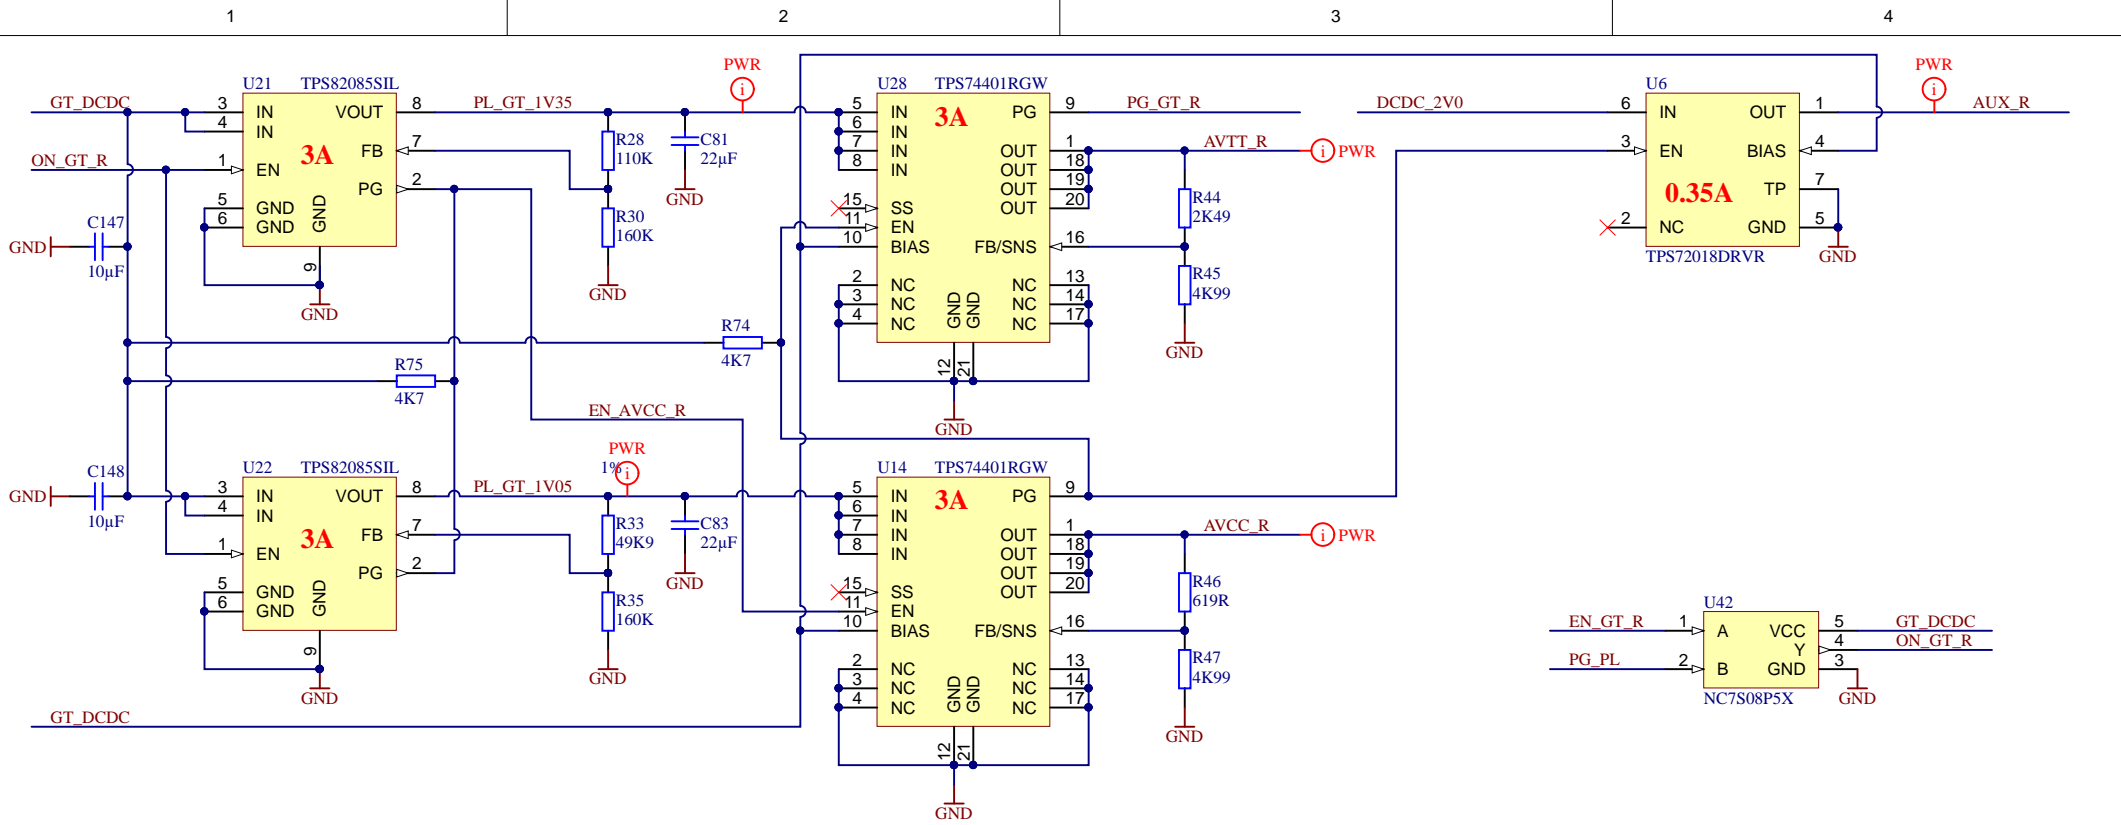 1 2 3 4
U21 TPS82085SIL
GT_DCDC
3 IN VOUT 8 PL_GT_1V35
4 IN
3A
FB 7
ON_GT_R 1 EN
PG 2
5 GND
6 GND
GND
9
GND
C147
GND
10µF
R28
110K
R30
160K
GND
C81
22µF
GND
PWR
i
R74
4K7
R75
4K7
EN_AVCC_R
U28 TPS74401RGW
3A
5 IN PG 9 PG_GT_R
6 IN
7 IN OUT 1 AVTT_R i PWR
8 IN OUT 18
OUT 19
15 SS OUT 20
11 EN
10 BIAS FB/SNS 16
2 NC NC 13
3 NC NC 14
4 NC NC 17
GND GND
12 21
GND
R44
2K49
R45
4K99
GND
U6
DCDC_2V0 6 IN OUT 1 AUX_R
PWR
i
3 EN BIAS 4
0.35A
TP 7
2 NC GND 5
TPS72018DRVR
GND
U22 TPS82085SIL
3 IN VOUT 8 PL_GT_1V05
4 IN
3A
FB 7
1 EN
PG 2
5 GND
6 GND
GND
9
GND
C148
GND
10µF
PWR
1%
i
R33
49K9
R35
160K
GND
C83
22µF
GND
GT_DCDC
U14 TPS74401RGW
3A
5 IN PG 9
6 IN
7 IN OUT 1 AVCC_R i PWR
8 IN OUT 18
OUT 19
15 SS OUT 20
11 EN
10 BIAS FB/SNS 16
2 NC NC 13
3 NC NC 14
4 NC NC 17
GND GND
12 21
GND
R46
619R
R47
4K99
GND
U42
EN_GT_R 1 A VCC 5 GT_DCDC
Y 4 ON_GT_R
PG_PL 2 B GND 3
NC7S08P5X
GND